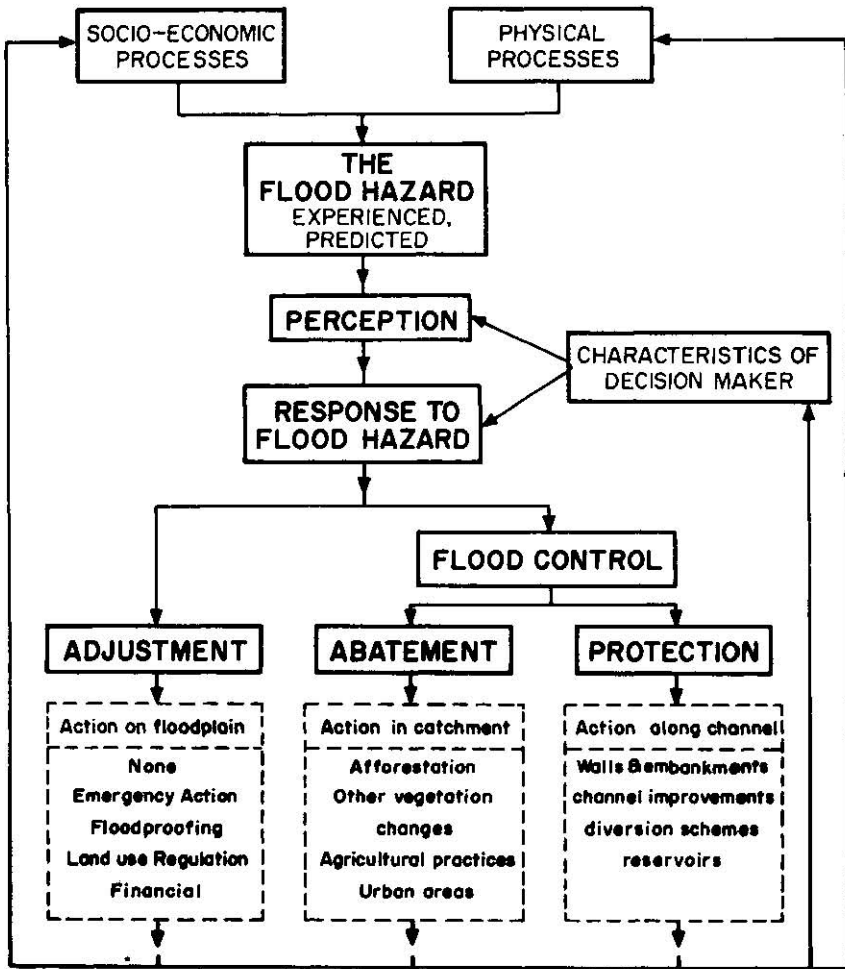 SOCIO-ECONOMIC
PROCESSES
PHYSICAL
PROCESSES
THE
FLOOD HAZARD
EXPERIENCED,
PREDICTED
PERCEPTION
CHARACTERISTICS OF
DECISION MAKER
RESPONSE TO
FLOOD HAZARD
FLOOD CONTROL
ADJUSTMENT
ABATEMENT
PROTECTION
Action on floodplain
None
Emergency Action
Floodproofing
Land use Regulation
Financial
Action in catchment
Afforestation
Other vegetation
changes
Agricultural practices
Urban areas
Action along channel
Walls & embankments
channel improvements
diversion schemes
reservoirs